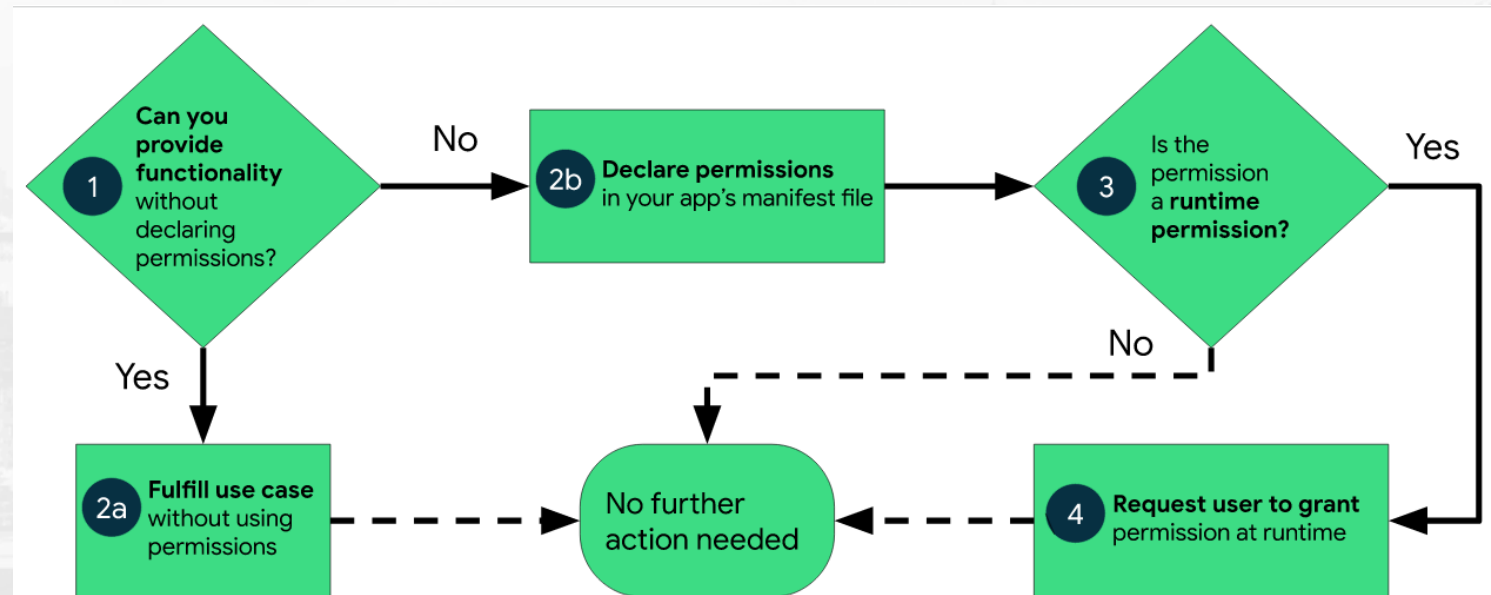 1
Can you
provide
functionality
without
declaring
permissions?
No
2b
Declare permissions
in your app's manifest file
3
Is the
permission
a runtime
permission?
Yes
Yes
No
2a
Fulfill use case
without using
permissions
No further
action needed
4
Request user to grant
permission at runtime